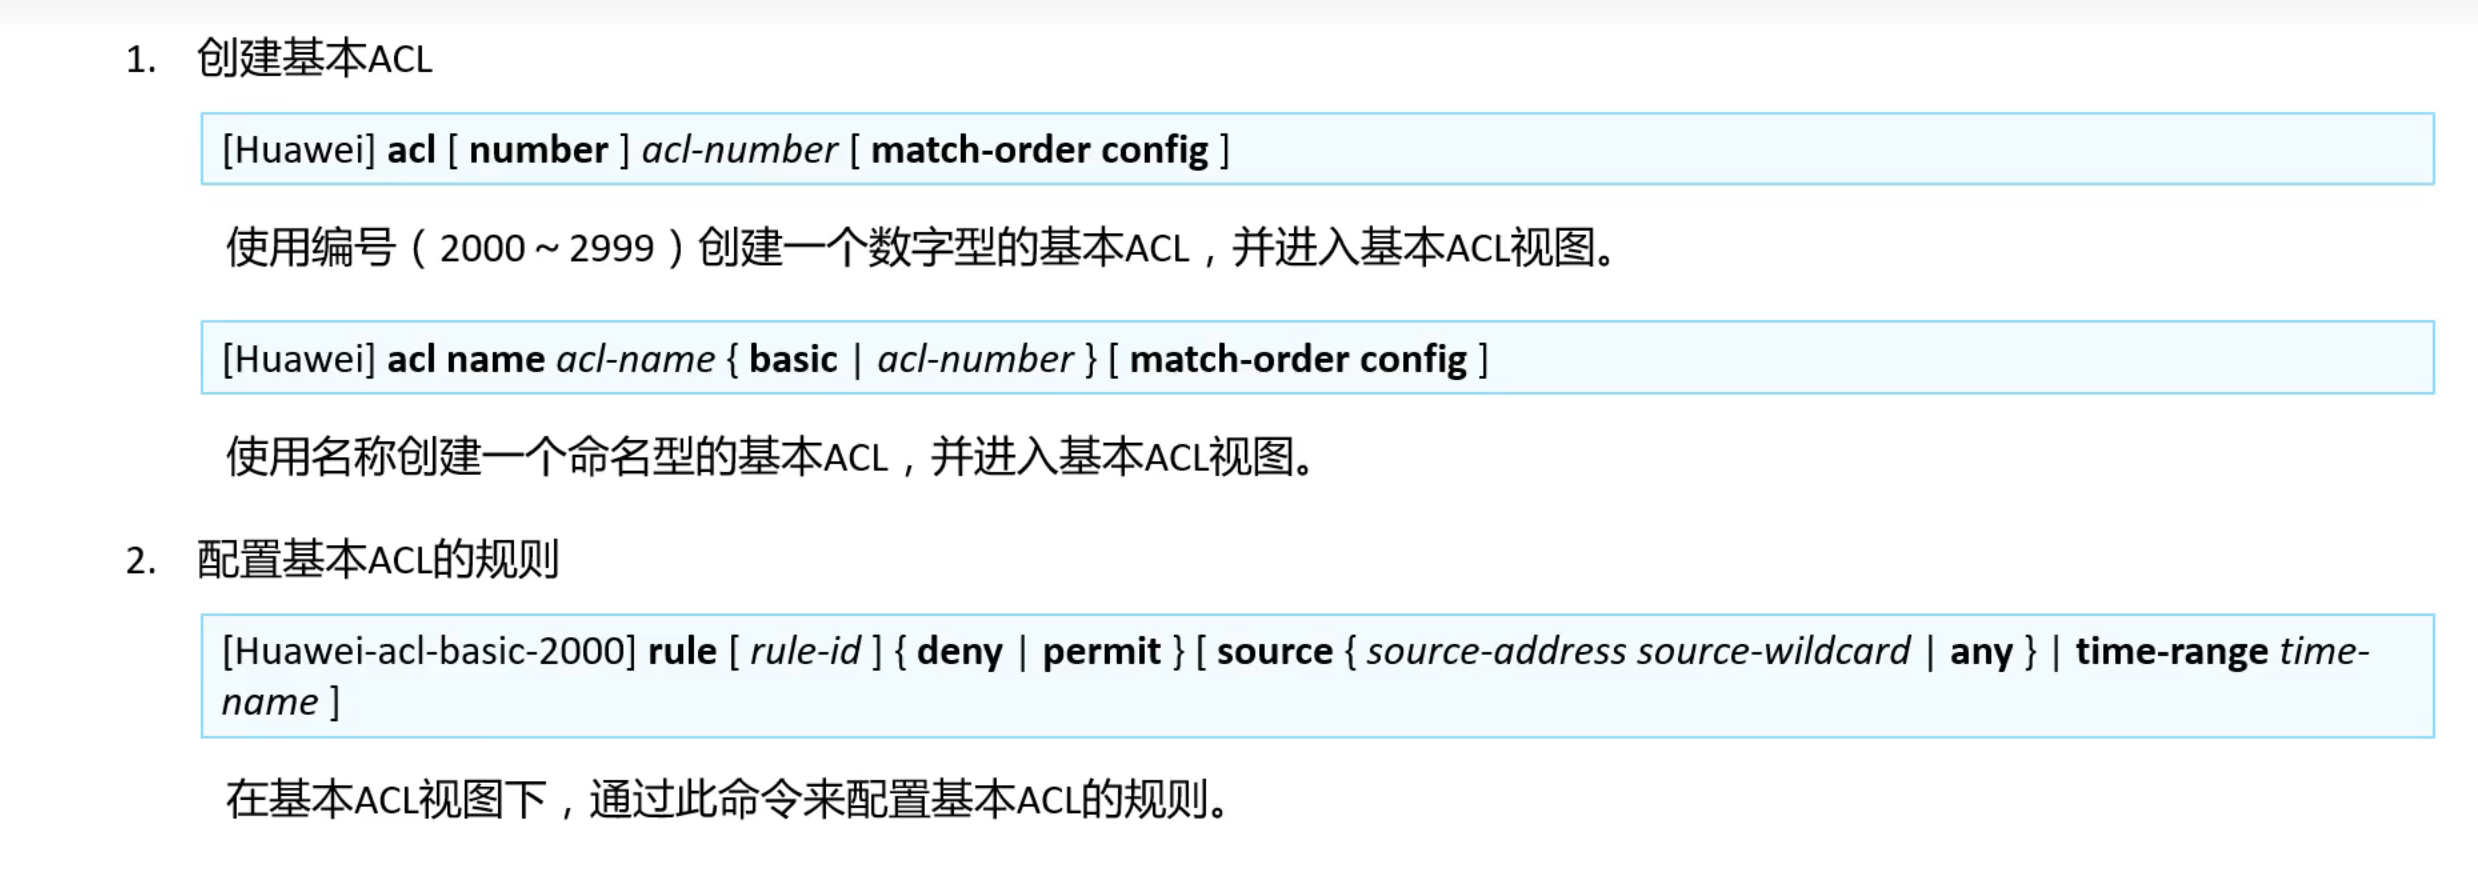 1. 创建基本ACL
[Huawei] acl [ number ] acl-number [ match-order config ]
使用编号（2000～2999）创建一个数字型的基本ACL，并进入基本ACL视图。
[Huawei] acl name acl-name { basic | acl-number } [ match-order config ]
使用名称创建一个命名型的基本ACL，并进入基本ACL视图。
2. 配置基本ACL的规则
[Huawei-acl-basic-2000] rule [ rule-id ] { deny | permit } [ source { source-address source-wildcard | any } | time-range time-
name ]
在基本ACL视图下，通过此命令来配置基本ACL的规则。